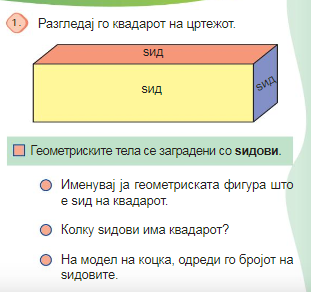 1. Разгледај го квадарот на цртежот.
ѕид
ѕид
ѕид
Геометриските тела се заградени со ѕидови.
Именувај ја геометриската фигура што
е ѕид на квадарот.
Колку ѕидови има квадарот?
На модел на коцка, одреди го бројот на
ѕидовите.